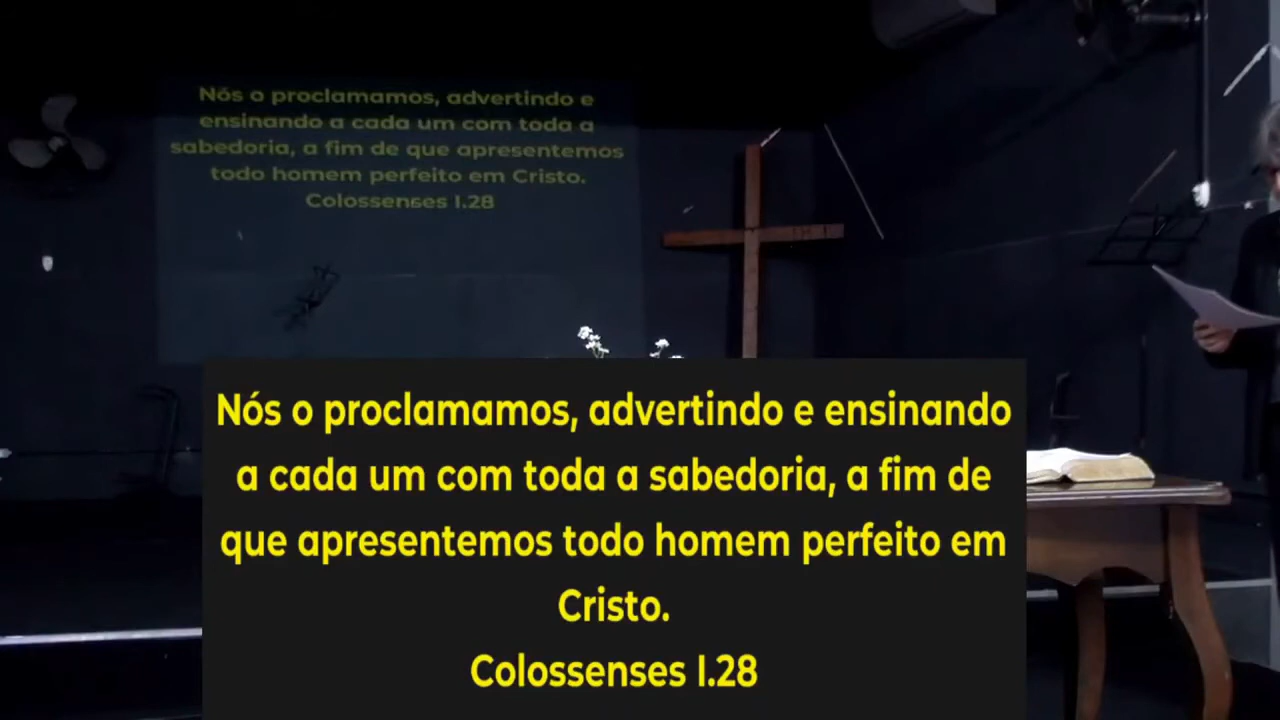 Nós o proclamamos, advertindo e
ensinando a cada um com toda a
sabedoria, a fim de que apresentemos
todo homem perfeito em Cristo.
Colossenses 1.28
Nós o proclamamos, advertindo e ensinando
a cada um com toda a sabedoria, a fim de
que apresentemos todo homem perfeito em
Cristo.
Colossenses 1.28